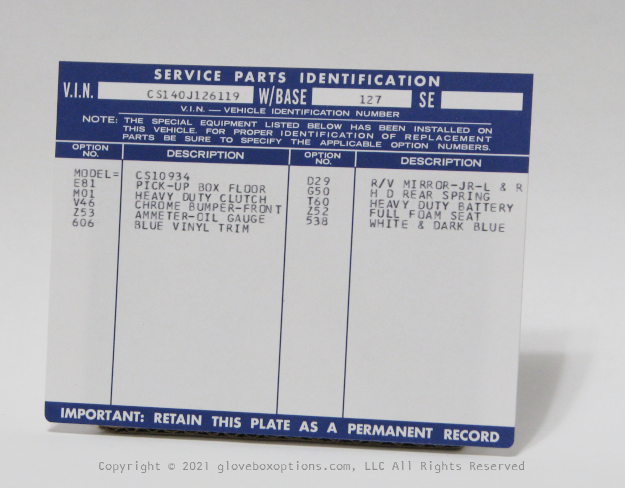 SERVICE PARTS IDENTIFICATION
V.I.N. CS140J126119 W/BASE 127 SE
V.I.N. — VEHICLE IDENTIFICATION NUMBER
NOTE: THE SPECIAL EQUIPMENT LISTED BELOW HAS BEEN INSTALLED ON
THIS VEHICLE. FOR PROPER IDENTIFICATION OF REPLACEMENT
PARTS BE SURE TO SPECIFY THE APPLICABLE OPTION NUMBERS.
OPTION NO. DESCRIPTION OPTION NO. DESCRIPTION
MODEL= CS10934
E81 PICK-UP BOX FLOOR D29 R/V MIRROR-JR-L & R
M01 HEAVY DUTY CLUTCH G50 H D REAR SPRING
V46 CHROME BUMPER-FRONT T60 HEAVY DUTY BATTERY
Z53 AMMETER-OIL GAUGE Z52 FULL FOAM SEAT
606 BLUE VINYL TRIM 538 WHITE & DARK BLUE
IMPORTANT: RETAIN THIS PLATE AS A PERMANENT RECORD
Copyright © 2021 gloveboxoptions.com, LLC All Rights Reserved